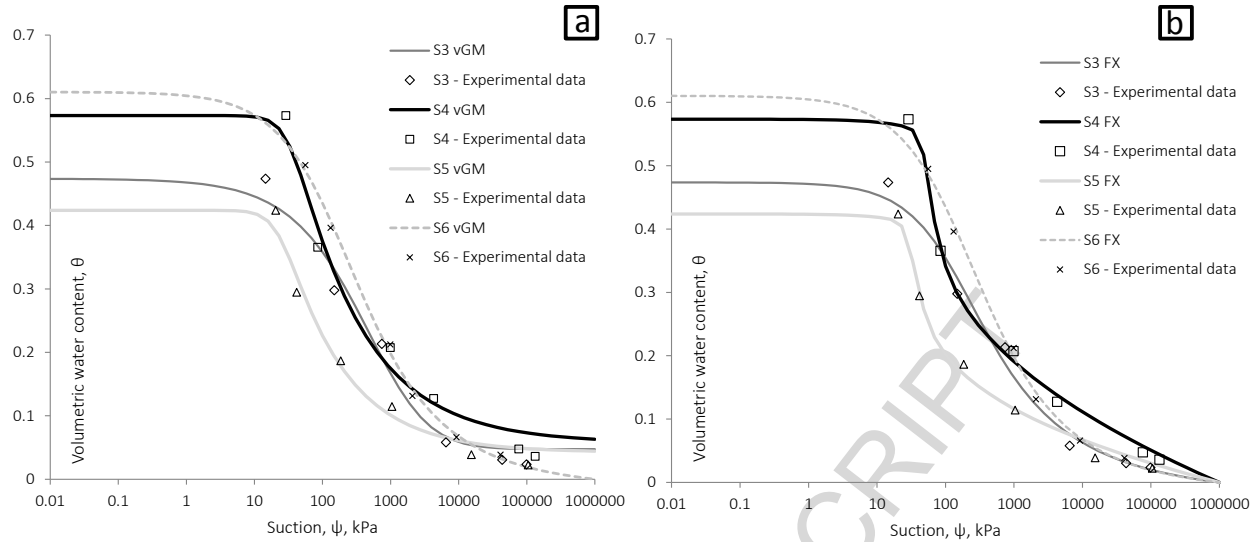 a
0.7
0.6
0.5
0.4
0.3
0.2
0.1
0
0.01
0.1
1
10
100
1000
10000
100000
1000000
Volumetric water content, θ
Suction, ψ, kPa
S3 vGM
S3 - Experimental data
S4 vGM
S4 - Experimental data
S5 vGM
S5 - Experimental data
S6 vGM
S6 - Experimental data
b
0.7
0.6
0.5
0.4
0.3
0.2
0.1
0
0.01
0.1
1
10
100
1000
10000
100000
1000000
Volumetric water content, θ
Suction, ψ, kPa
S3 FX
S3 - Experimental data
S4 FX
S4 - Experimental data
S5 FX
S5 - Experimental data
S6 FX
S6 - Experimental data
CRIPT